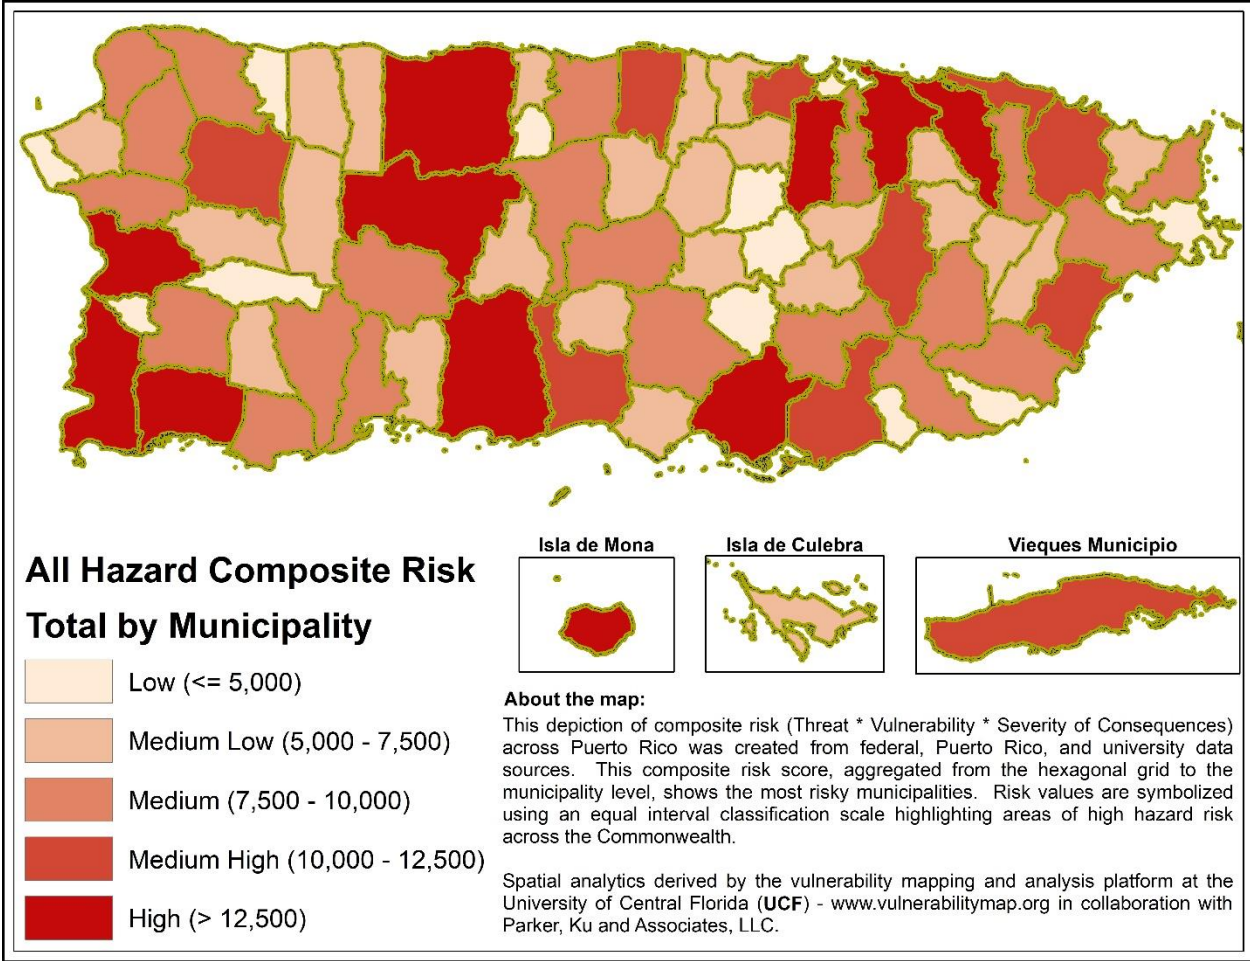 Isla de Mona
Isla de Culebra
Vieques Municipio
All Hazard Composite Risk
Total by Municipality
Low (<= 5,000)
Medium Low (5,000 - 7,500)
Medium (7,500 - 10,000)
Medium High (10,000 - 12,500)
High (> 12,500)
About the map:
This depiction of composite risk (Threat * Vulnerability * Severity of Consequences)
across Puerto Rico was created from federal, Puerto Rico, and university data
sources. This composite risk score, aggregated from the hexagonal grid to the
municipality level, shows the most risky municipalities. Risk values are symbolized
using an equal interval classification scale highlighting areas of high hazard risk
across the Commonwealth.
Spatial analytics derived by the vulnerability mapping and analysis platform at the
University of Central Florida (UCF) - www.vulnerabilitymap.org in collaboration with
Parker, Ku and Associates, LLC.